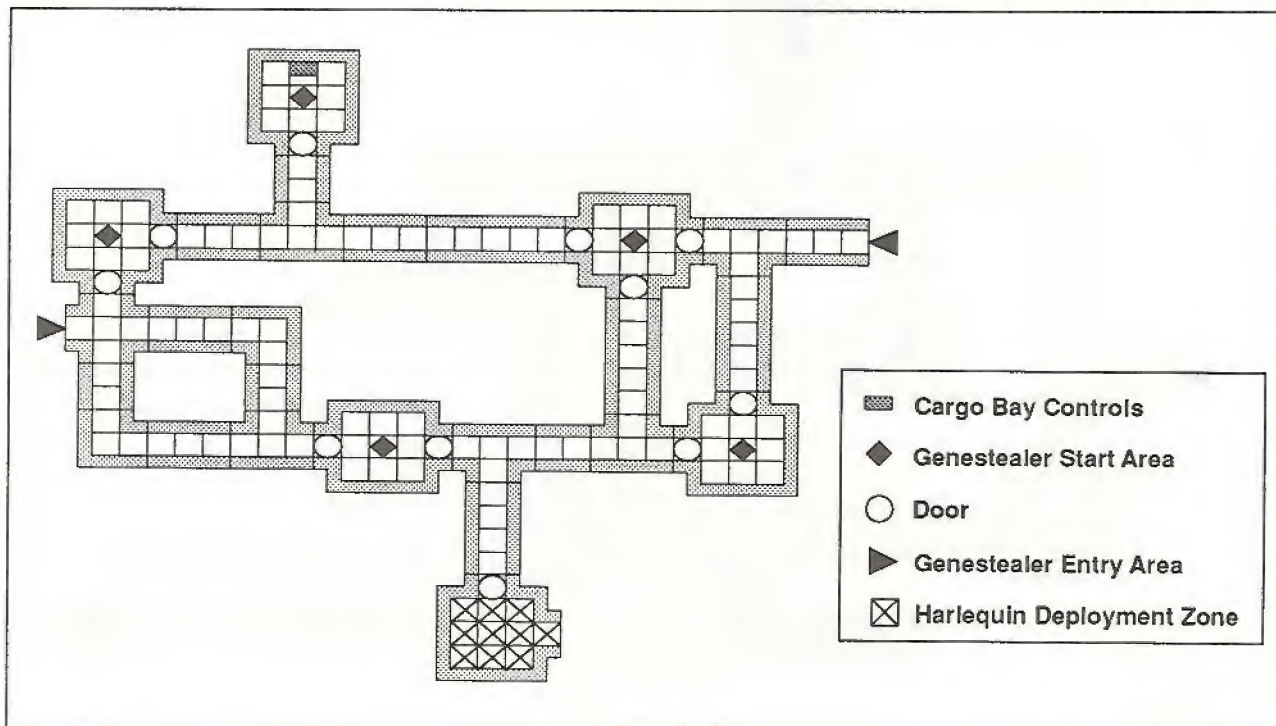 Cargo Bay Controls
Genestealer Start Area
Door
Genestealer Entry Area
Harlequin Deployment Zone